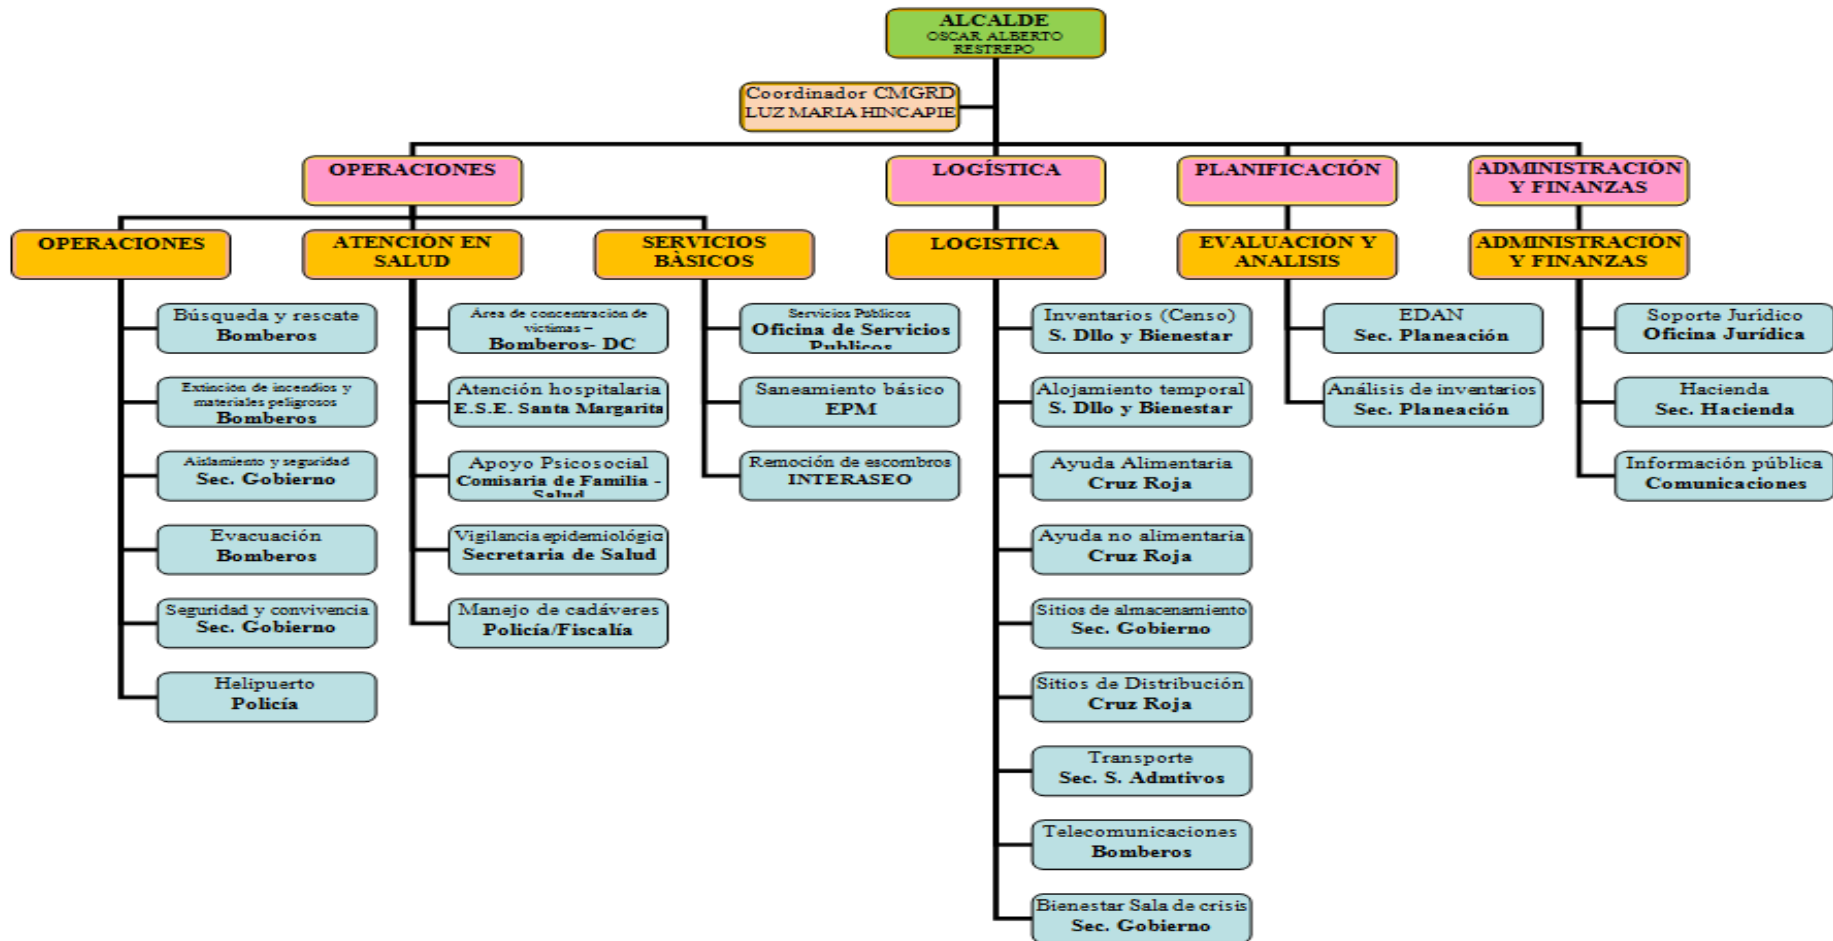 ALCALDE
OSCAR ALBERTO
RESTREPO
Coordinador CMGRD
LUZ MARIA HINCAPIE
OPERACIONES
LOGÍSTICA
PLANIFICACIÓN
ADMINISTRACIÓN
Y FINANZAS
OPERACIONES
ATENCIÓN EN
SALUD
SERVICIOS
BÀSICOS
LOGISTICA
EVALUACIÓN Y
ANALISIS
ADMINISTRACIÓN
Y FINANZAS
Búsqueda y rescate
Bomberos
Extinción de incendios y
materiales peligrosos
Bomberos
Aislamiento y seguridad
Sec. Gobierno
Evacuación
Bomberos
Seguridad y convivencia
Sec. Gobierno
Helipuerto
Policía
Área de concentración de
victimas –
Bomberos- DC
Atención hospitalaria
E.S.E. Santa Margarita
Apoyo Psicosocial
Comisaria de Familia -
Salud
Vigilancia epidemiológica
Secretaria de Salud
Manejo de cadáveres
Policía/Fiscalía
Servicios Públicos
Oficina de Servicios
Publicos
Saneamiento básico
EPM
Remoción de escombros
INTERASEO
Inventarios (Censo)
S. Dllo y Bienestar
Alojamiento temporal
S. Dllo y Bienestar
Ayuda Alimentaria
Cruz Roja
Ayuda no alimentaria
Cruz Roja
Sitios de almacenamiento
Sec. Gobierno
Sitios de Distribución
Cruz Roja
Transporte
Sec. S. Admtivos
Telecomunicaciones
Bomberos
Bienestar Sala de crisis
Sec. Gobierno
EDAN
Sec. Planeación
Análisis de inventarios
Sec. Planeación
Soporte Jurídico
Oficina Jurídica
Hacienda
Sec. Hacienda
Información pública
Comunicaciones